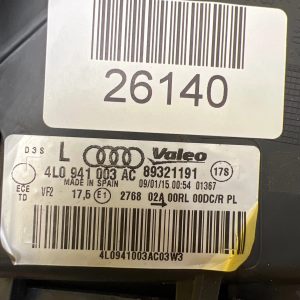 26140
D3S L Valeo
4L0 941 003 AC 89321191 17S
MADE IN SPAIN 09/01/15 00:54 01367
ECE VF2 17,5 E1 2768 02A 00RL 00DC/R PL
TD
4L0941003AC03W3